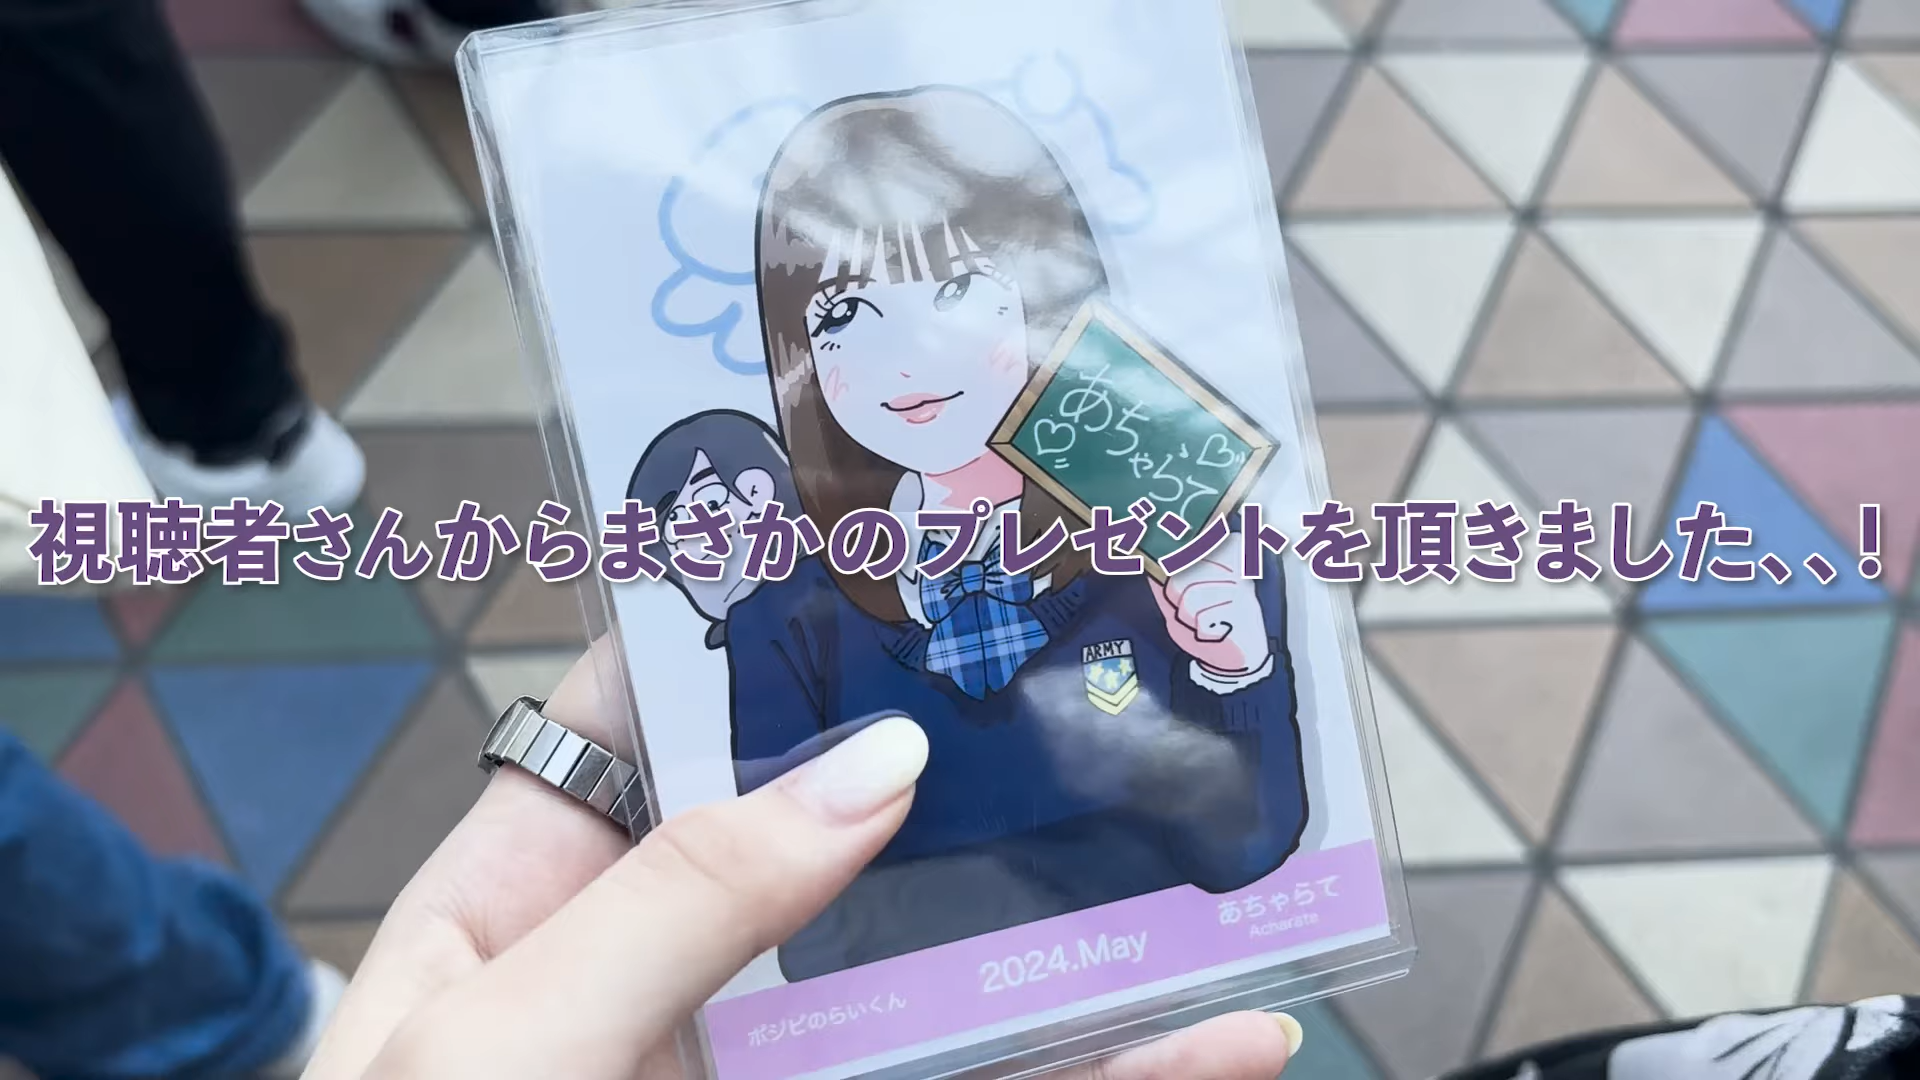 あちゃらて
視聴者さんからまさかのプレゼントを頂きました、、！
ARMY
あちゃらて
Acharate
2024.May
ポジピのらいくん